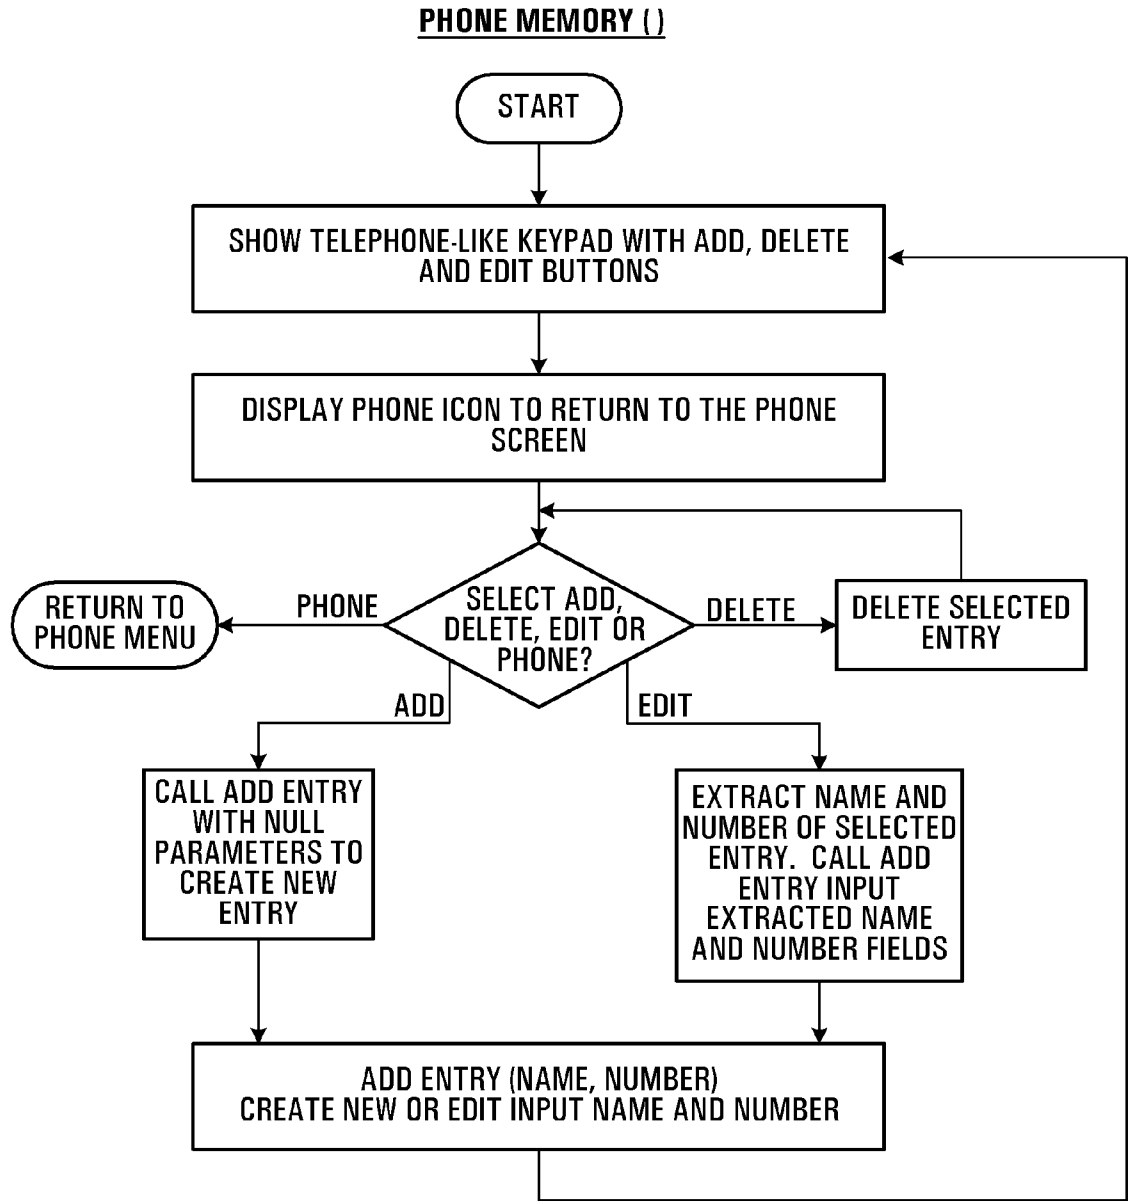 PHONE MEMORY ( )
START
SHOW TELEPHONE-LIKE KEYPAD WITH ADD, DELETE
AND EDIT BUTTONS
DISPLAY PHONE ICON TO RETURN TO THE PHONE
SCREEN
SELECT ADD,
DELETE, EDIT OR
PHONE?
PHONE
RETURN TO
PHONE MENU
DELETE
DELETE SELECTED
ENTRY
ADD
EDIT
CALL ADD ENTRY
WITH NULL
PARAMETERS TO
CREATE NEW
ENTRY
EXTRACT NAME AND
NUMBER OF SELECTED
ENTRY. CALL ADD
ENTRY INPUT
EXTRACTED NAME
AND NUMBER FIELDS
ADD ENTRY (NAME, NUMBER)
CREATE NEW OR EDIT INPUT NAME AND NUMBER